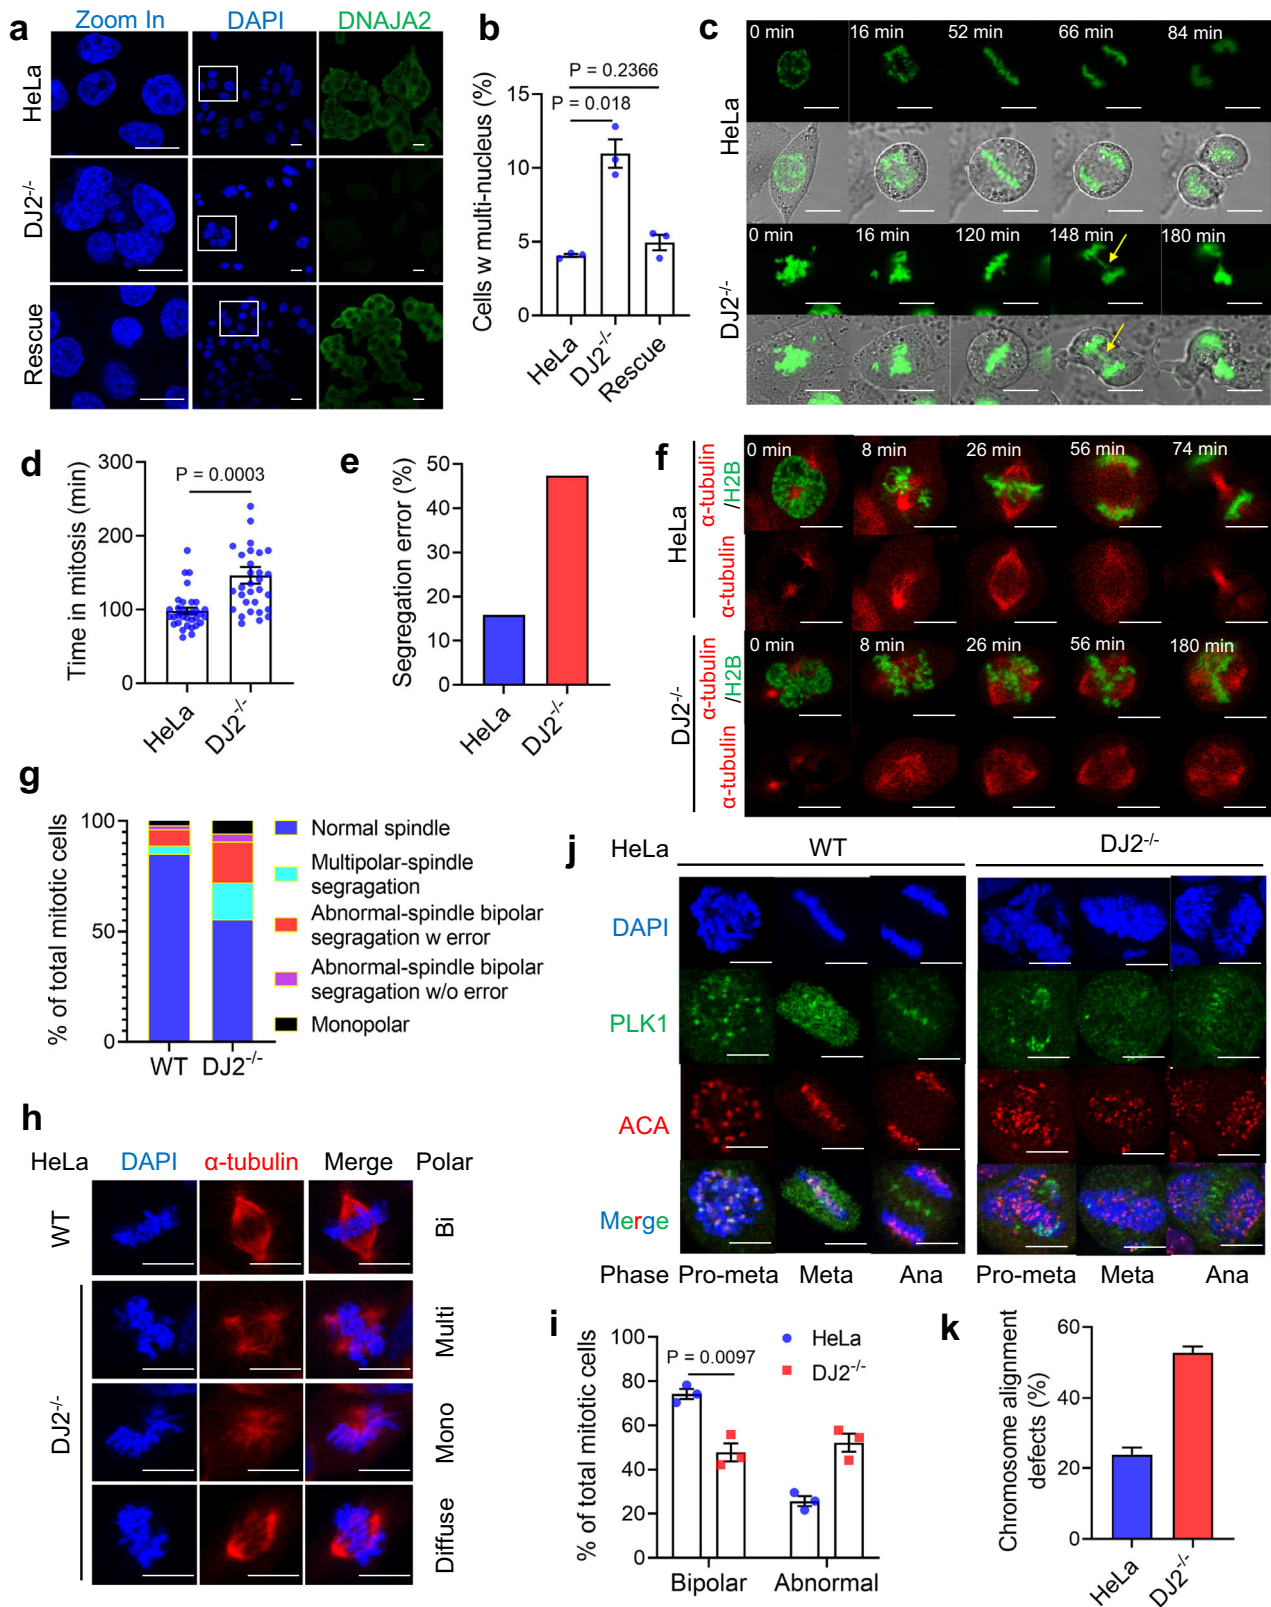 a
Zoom In
DAPI
DNAJA2
HeLa
DJ2-/-
Rescue
b
Cells w multi-nucleus (%)
P = 0.2366
P = 0.018
15
10
5
0
HeLa
DJ2-/-
Rescue
c
HeLa
0 min
16 min
52 min
66 min
84 min
DJ2-/-
0 min
16 min
120 min
148 min
180 min
d
Time in mitosis (min)
P = 0.0003
300
200
100
0
HeLa
DJ2-/-
e
Segregation error (%)
50
40
30
20
10
0
HeLa
DJ2-/-
f
HeLa
α-tubulin
/H2B
0 min
8 min
26 min
56 min
74 min
α-tubulin
DJ2-/-
α-tubulin
/H2B
0 min
8 min
26 min
56 min
180 min
α-tubulin
g
% of total mitotic cells
100
50
0
WT
DJ2-/-
Normal spindle
Multipolar-spindle
segragation
Abnormal-spindle bipolar
segragation w error
Abnormal-spindle bipolar
segragation w/o error
Monopolar
h
HeLa
DAPI
α-tubulin
Merge
Polar
WT
Bi
DJ2-/-
Multi
Mono
Diffuse
i
% of total mitotic cells
100
80
60
40
20
0
P = 0.0097
HeLa
DJ2-/-
Bipolar
Abnormal
j
HeLa
WT
DJ2-/-
DAPI
PLK1
ACA
Merge
Phase
Pro-meta
Meta
Ana
Pro-meta
Meta
Ana
k
Chromosome alignment
defects (%)
60
40
20
0
HeLa
DJ2-/-